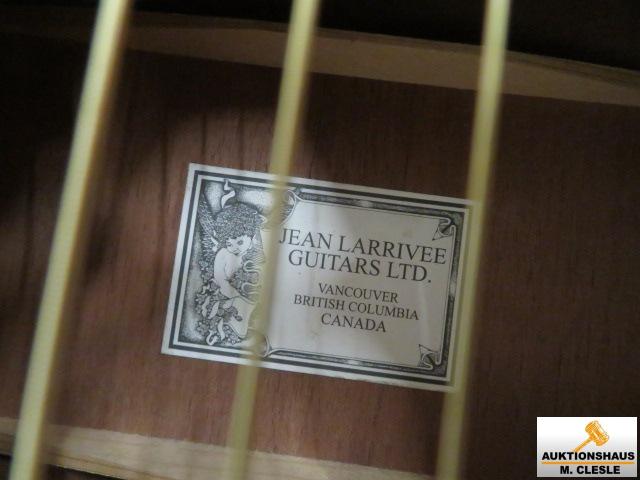 JEAN LARRIVEE
GUITARS LTD.
VANCOUVER
BRITISH COLUMBIA
CANADA
AUKTIONSHAUS
M. CLESLE